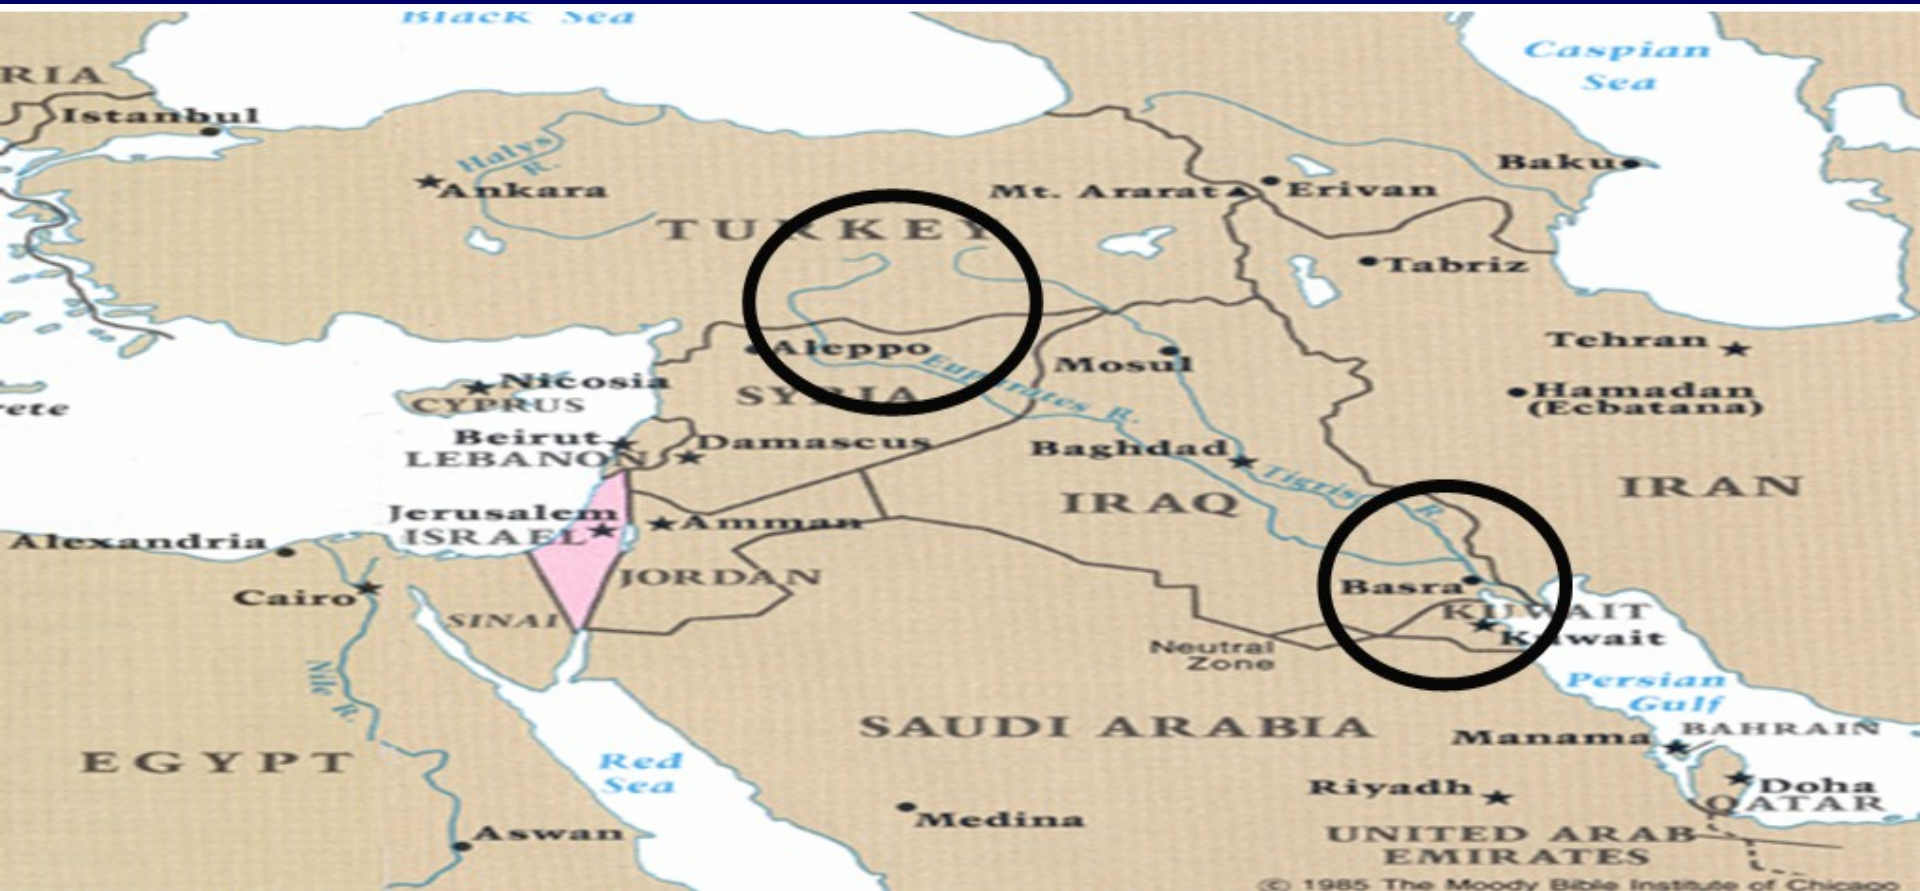 Black Sea
Caspian
Sea
RIA
Istanbul
Halys
R.
Ankara
Mt. Ararat
Erivan
Baku
TURKEY
Tabriz
Tehran
Aleppo
Mosul
Euphrates R.
Nicosia
CYPRUS
SYRIA
Hamadan
(Ecbatana)
rete
Beirut
LEBANON
Damascus
Baghdad
Tigris R.
IRAN
IRAQ
Jerusalem
ISRAEL
Amman
Alexandria
JORDAN
Cairo
SINAI
Basra
KUWAIT
Kuwait
Neutral
Zone
Nile R.
Persian
Gulf
SAUDI ARABIA
Manama
BAHRAIN
EGYPT
Red
Sea
Riyadh
Doha
QATAR
Medina
Aswan
UNITED ARAB
EMIRATES
© 1985 The Moody Bible Institute of Chicago